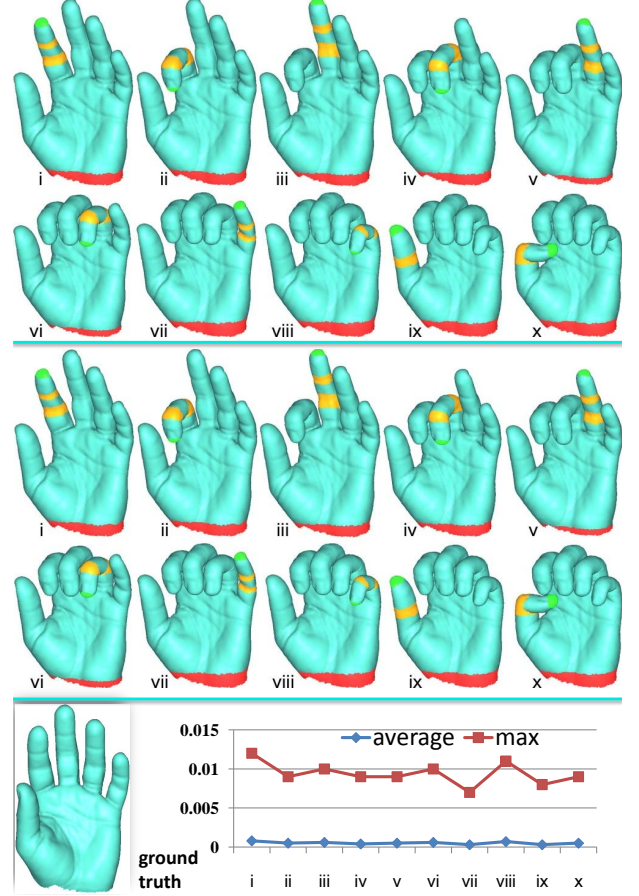 i ii iii iv v
vi vii viii ix x
i ii iii iv v
vi vii viii ix x
0.015
average max
0.01
0.005
0
ground
truth
i ii iii iv v vi vii viii ix x